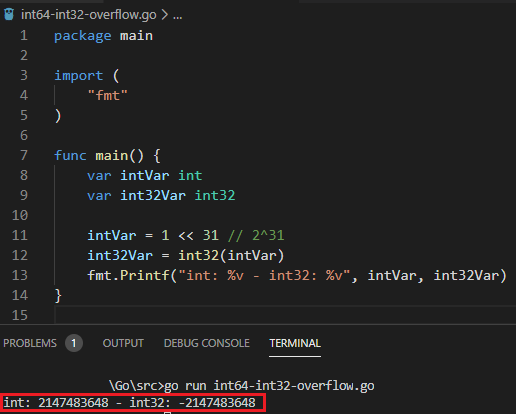 int64-int32-overflow.go > ...
1 package main
2
3 import (
4 "fmt"
5 )
6
7 func main() {
8 var intVar int
9 var int32Var int32
10
11 intVar = 1 << 31 // 2^31
12 int32Var = int32(intVar)
13 fmt.Printf("int: %v - int32: %v", intVar, int32Var)
14 }
15
PROBLEMS 1 OUTPUT DEBUG CONSOLE TERMINAL
\Go\src>go run int64-int32-overflow.go
int: 2147483648 - int32: -2147483648